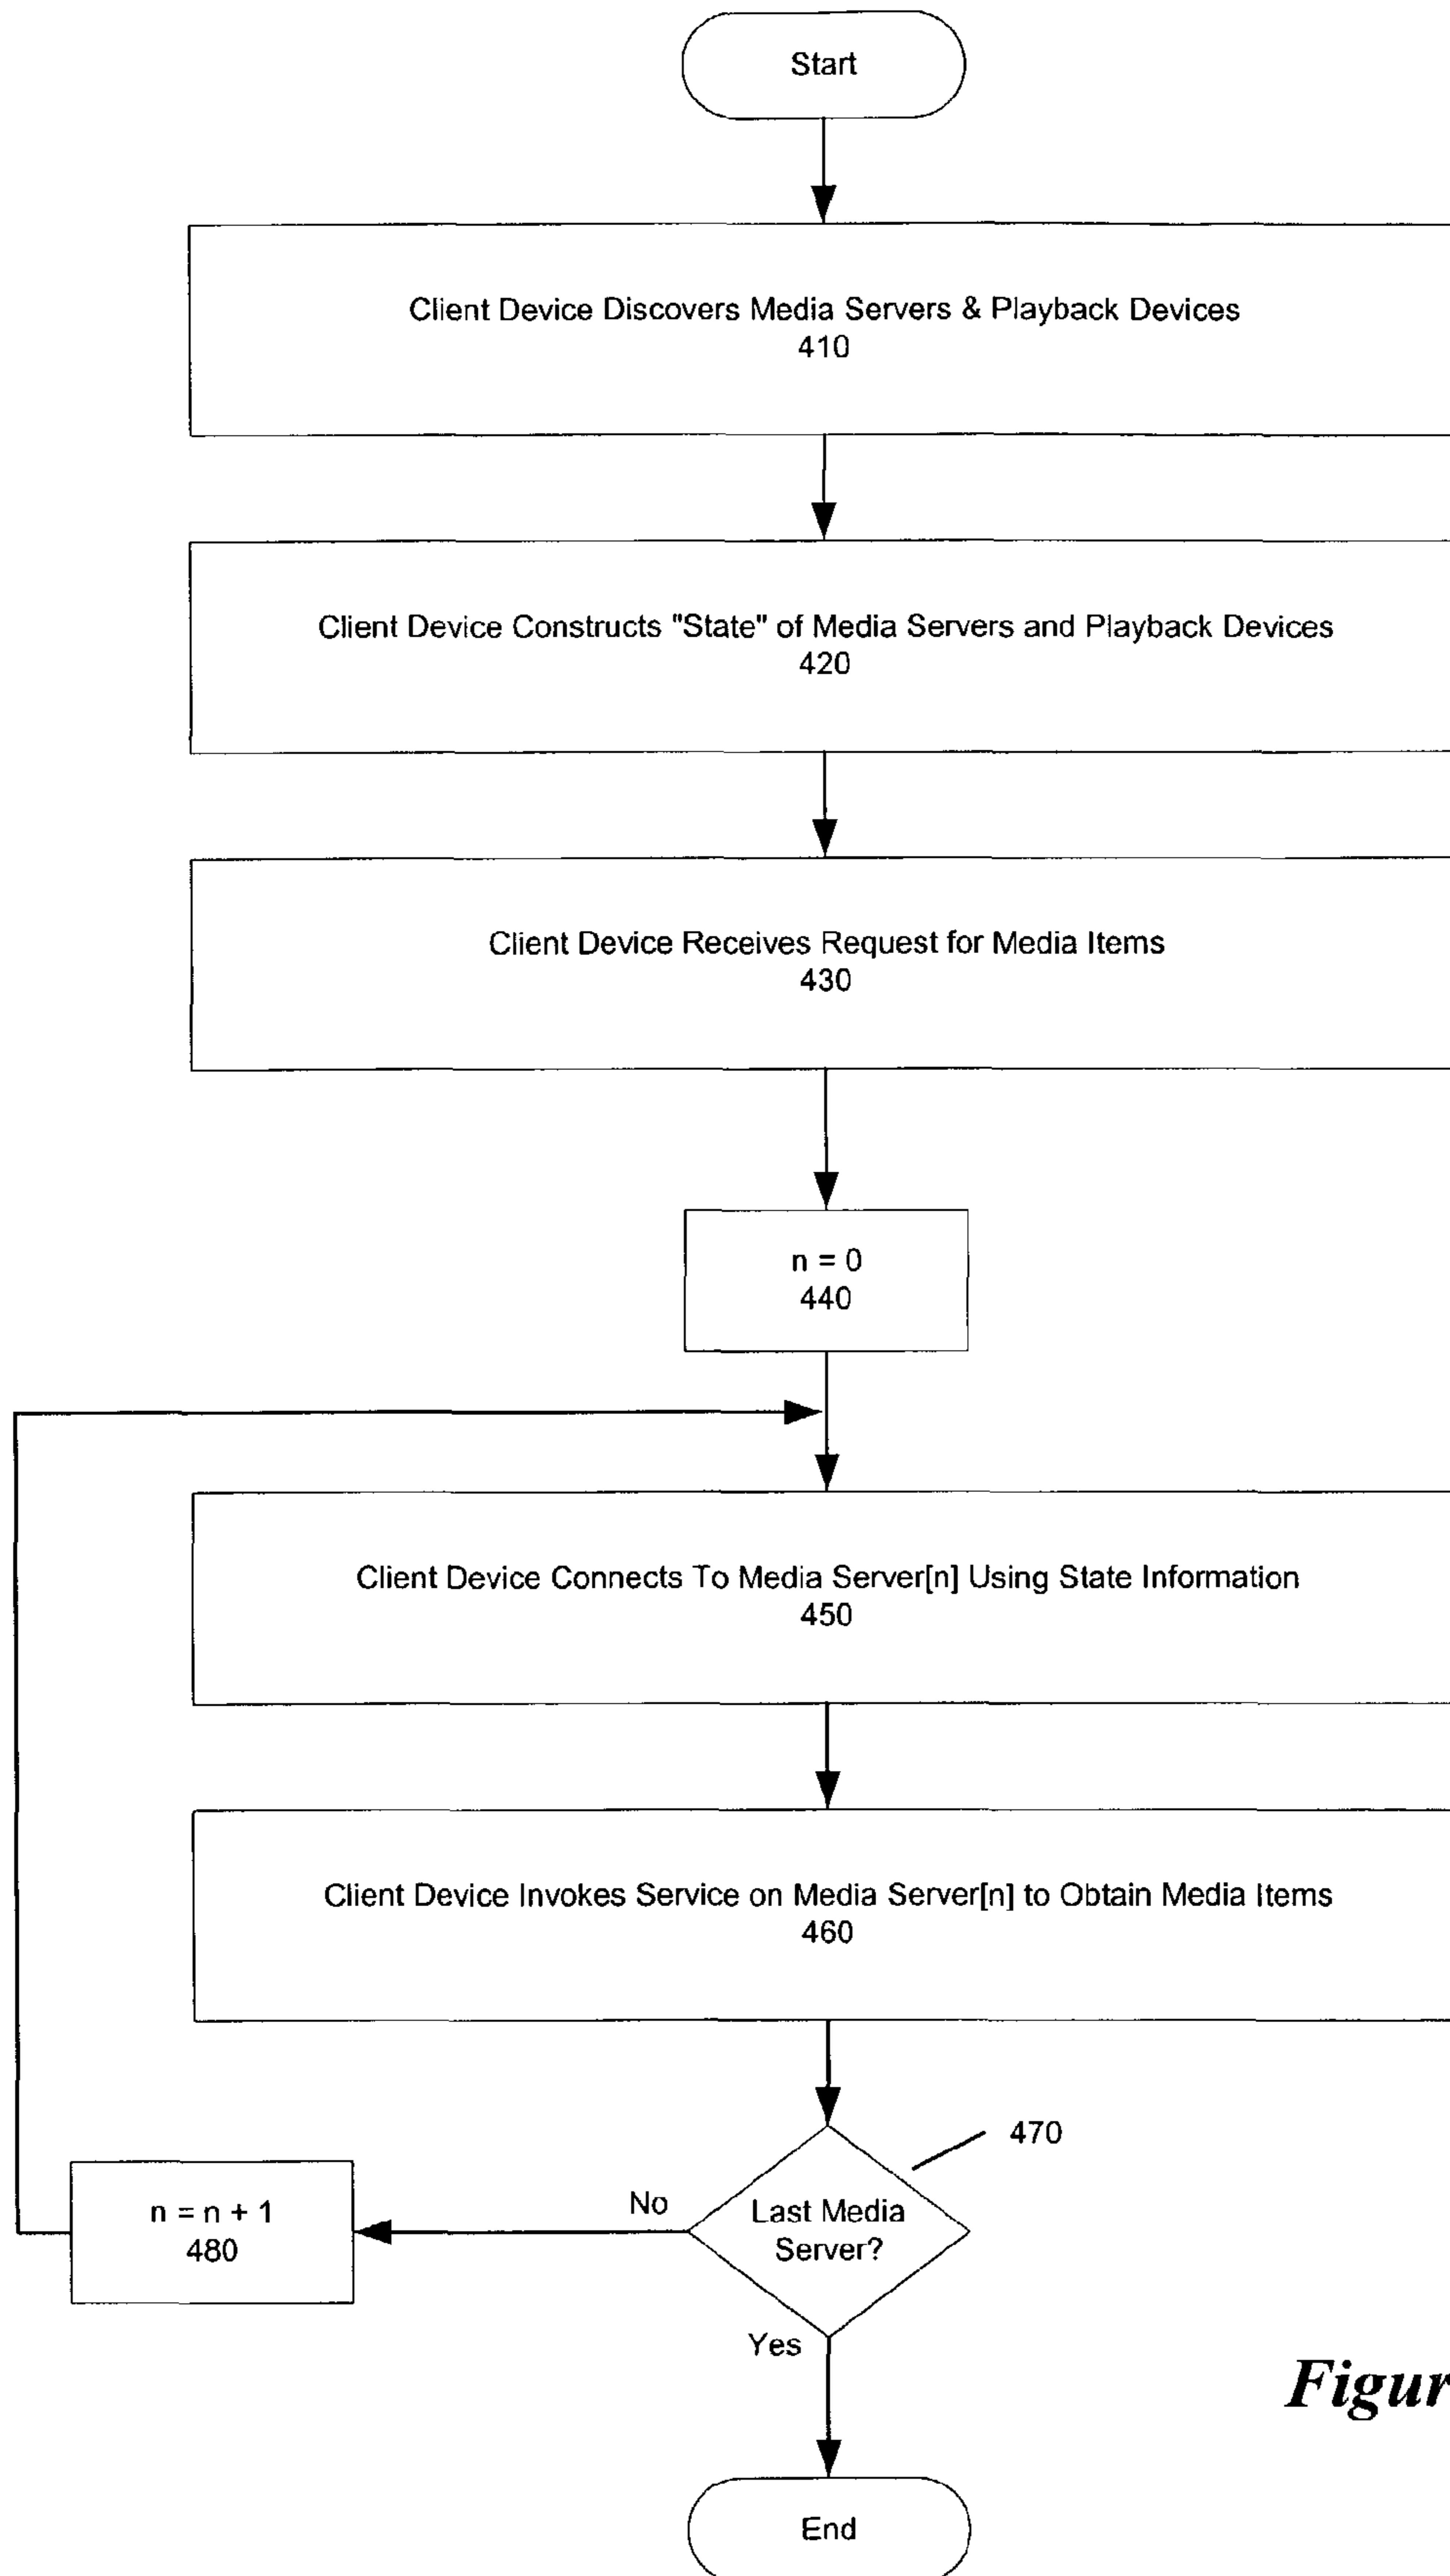 Start
Client Device Discovers Media Servers & Playback Devices
410
Client Device Constructs "State" of Media Servers and Playback Devices
420
Client Device Receives Request for Media Items
430
n = 0
440
Client Device Connects To Media Server[n] Using State Information
450
Client Device Invokes Service on Media Server[n] to Obtain Media Items
460
470
Last Media
Server?
No
n = n + 1
480
Yes
Figur
End